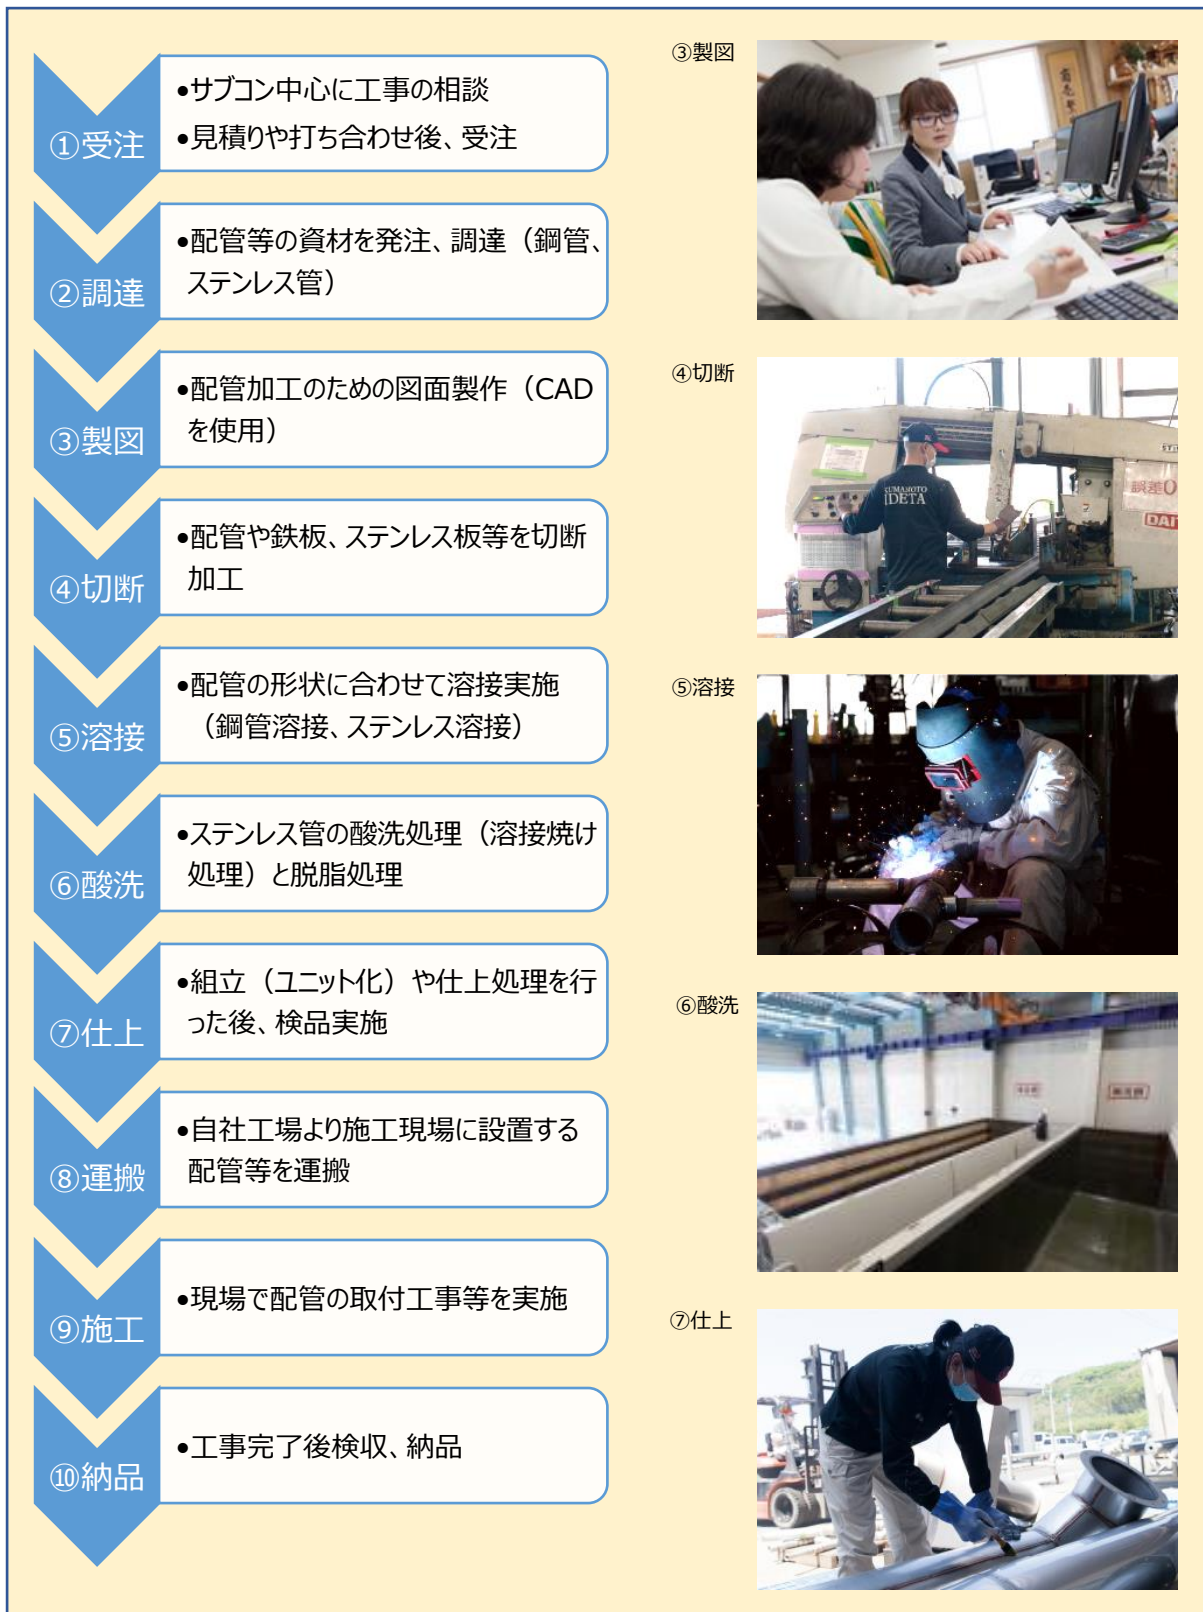 ①受注
•サブコン中心に工事の相談
•見積りや打ち合わせ後、受注
②調達
•配管等の資材を発注、調達（鋼管、
ステンレス管）
③製図
•配管加工のための図面製作（CAD
を使用）
④切断
•配管や鉄板、ステンレス板等を切断
加工
⑤溶接
•配管の形状に合わせて溶接実施
（鋼管溶接、ステンレス溶接）
⑥酸洗
•ステンレス管の酸洗処理（溶接焼け
処理）と脱脂処理
⑦仕上
•組立（ユニット化）や仕上処理を行
った後、検品実施
⑧運搬
•自社工場より施工現場に設置する
配管等を運搬
⑨施工
•現場で配管の取付工事等を実施
⑩納品
•工事完了後検収、納品
③製図
④切断
KUMAMOTO
IDETA
誤差0
DAI
⑤溶接
⑥酸洗
⑦仕上